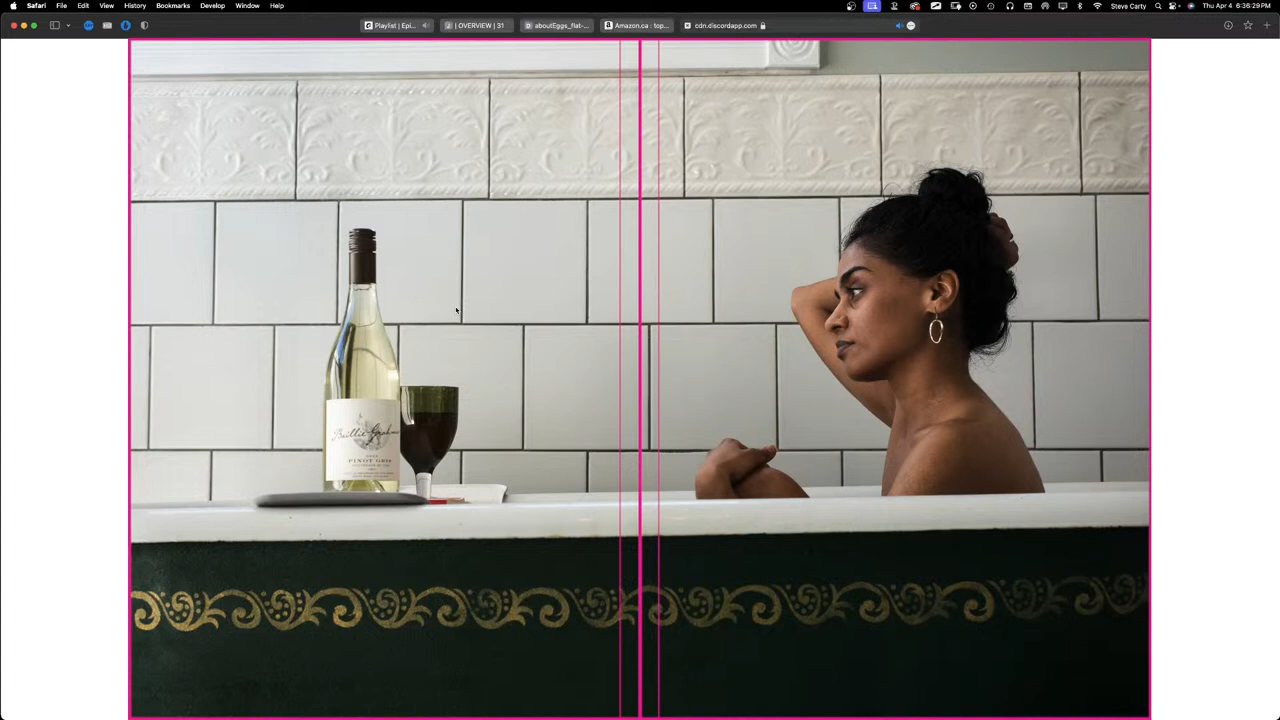 Safari File Edit View History Bookmarks Window Help
Steve Carty Thu Apr 4 6:36:29 PM
Playlist | Epi...
| OVERVIEW | 31
aboutEggs_flat-...
Amazon.ca : top...
cdn.discordapp.com
PINOT GRIS